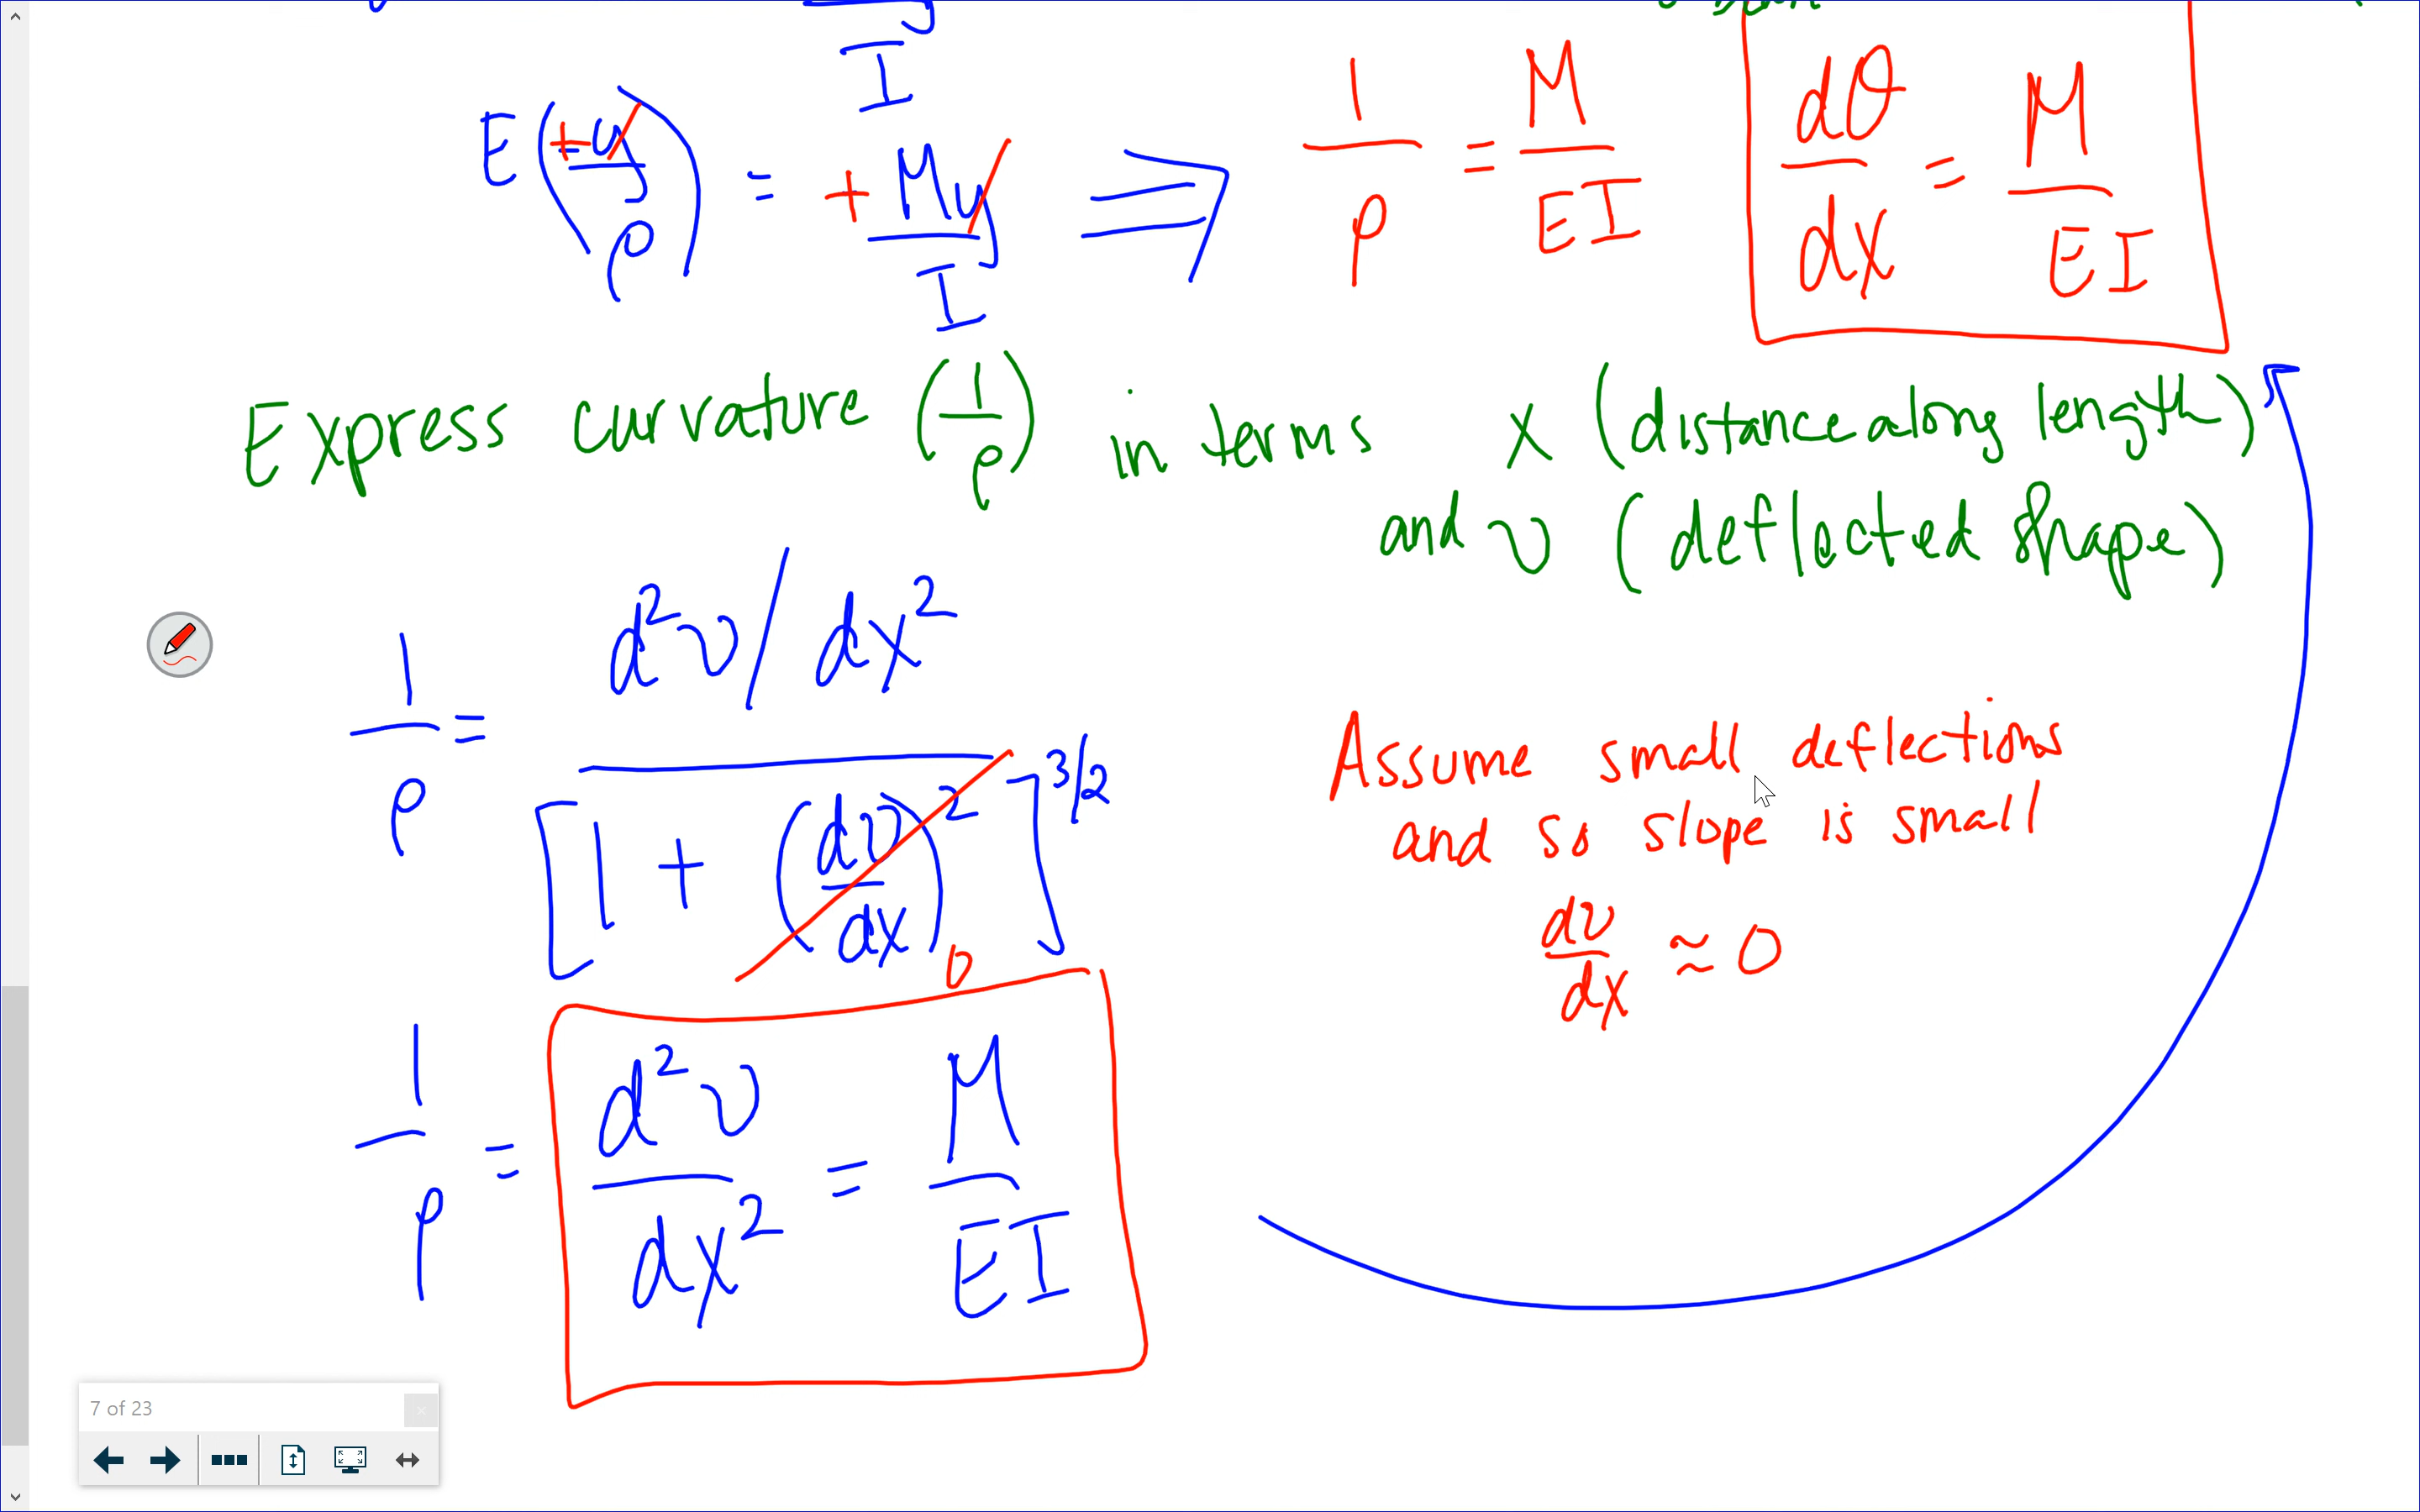 E(+y/ρ) = +My/I ⇒ 1/ρ = M/EI dθ/dx = M/EI
Express curvature (1/ρ) in terms x (distance along length)
and v (deflected shape)
1/ρ = d²v/dx² / [1 + (dv/dx)²]^3/2 0
Assume small deflections
and so slope is small
dv/dx ≈ 0
1/ρ = d²v/dx² = M/EI
7 of 23